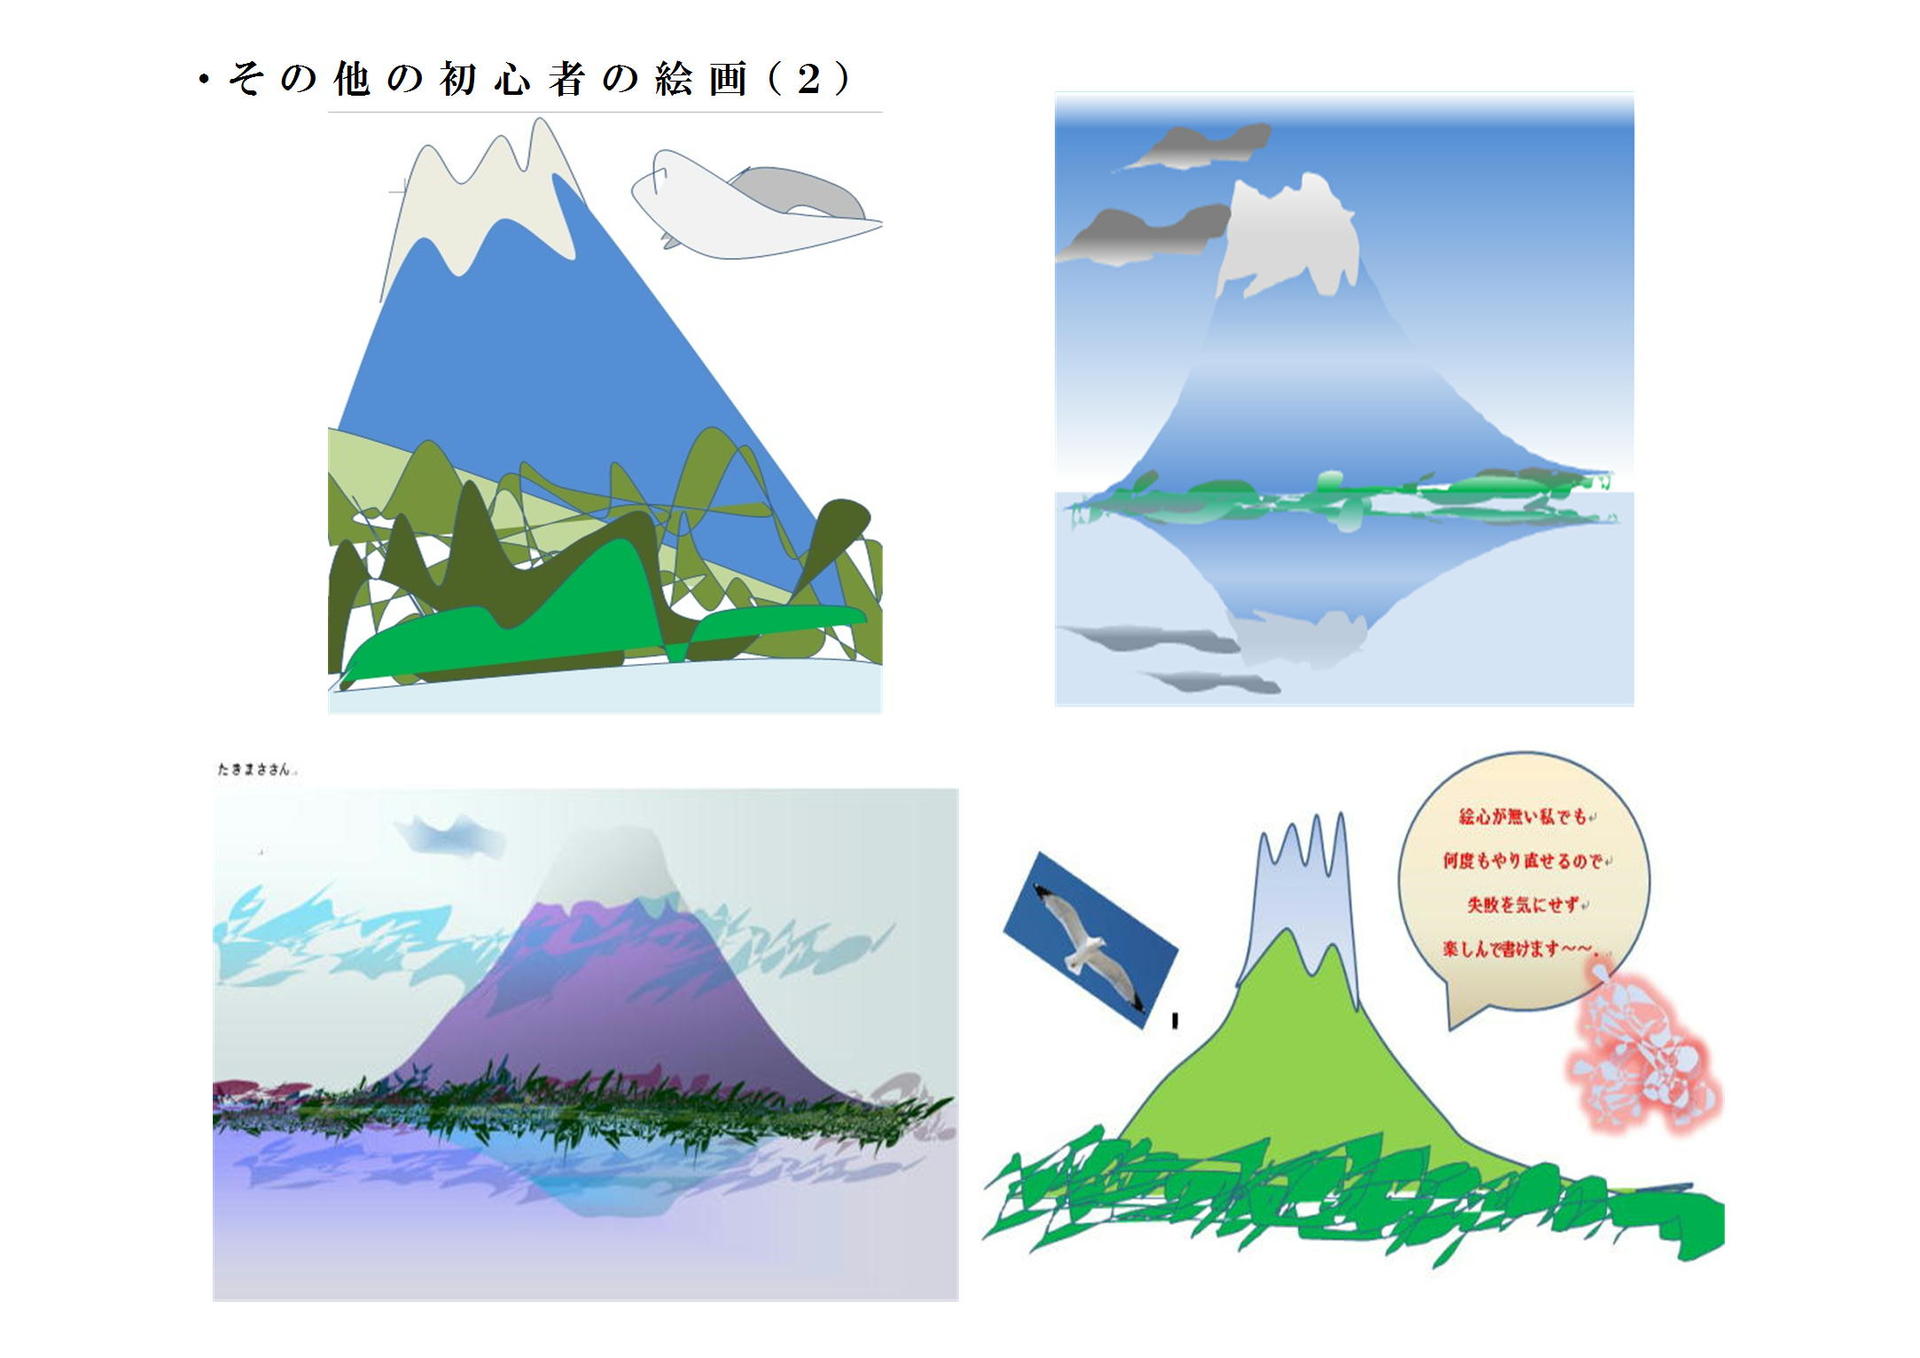 ・その他の初心者の絵画(2)
たきまささん。
絵心が無い私でも
何度もやり直せるので
失敗を気にせず
楽しんで書けます～～。